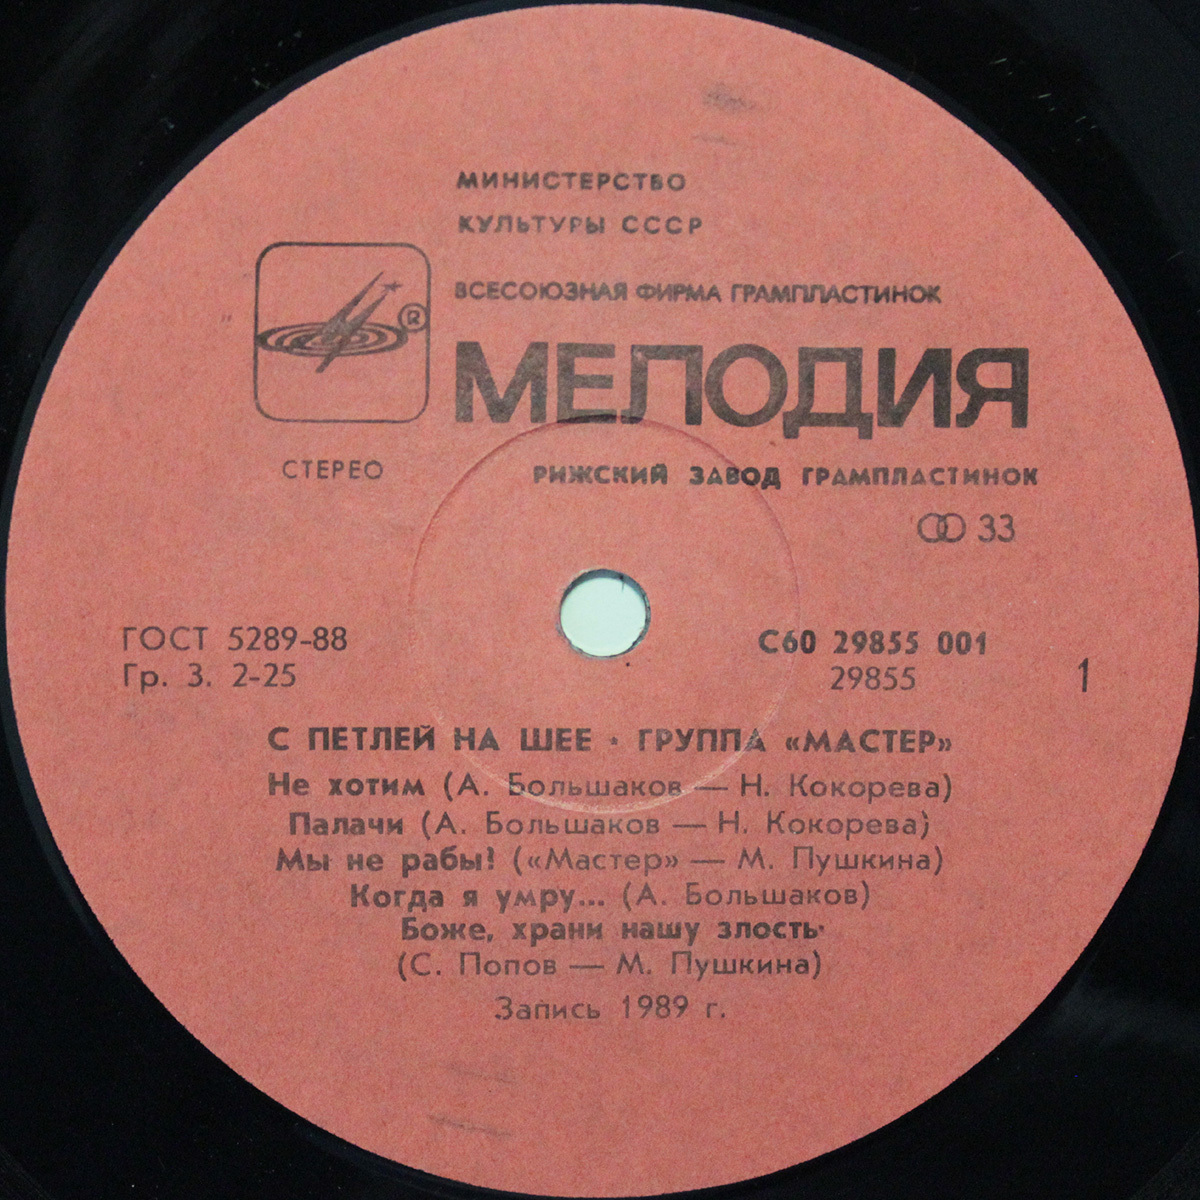 МИНИСТЕРСТВО
КУЛЬТУРЫ СССР
ВСЕСОЮЗНАЯ ФИРМА ГРАМПЛАСТИНОК
®
МЕЛОДИЯ
СТЕРЕО
РИЖСКИЙ ЗАВОД ГРАМПЛАСТИНОК
33
ГОСТ 5289-88
Гр. 3. 2-25
С60 29855 001
29855
1
С ПЕТЛЕЙ НА ШЕЕ · ГРУППА «МАСТЕР»
Не хотим (А. Большаков — Н. Кокорева)
Палачи (А. Большаков — Н. Кокорева)
Мы не рабы! («Мастер» — М. Пушкина)
Когда я умру... (А. Большаков)
Боже, храни нашу злость
(С. Попов — М. Пушкина)
Запись 1989 г.